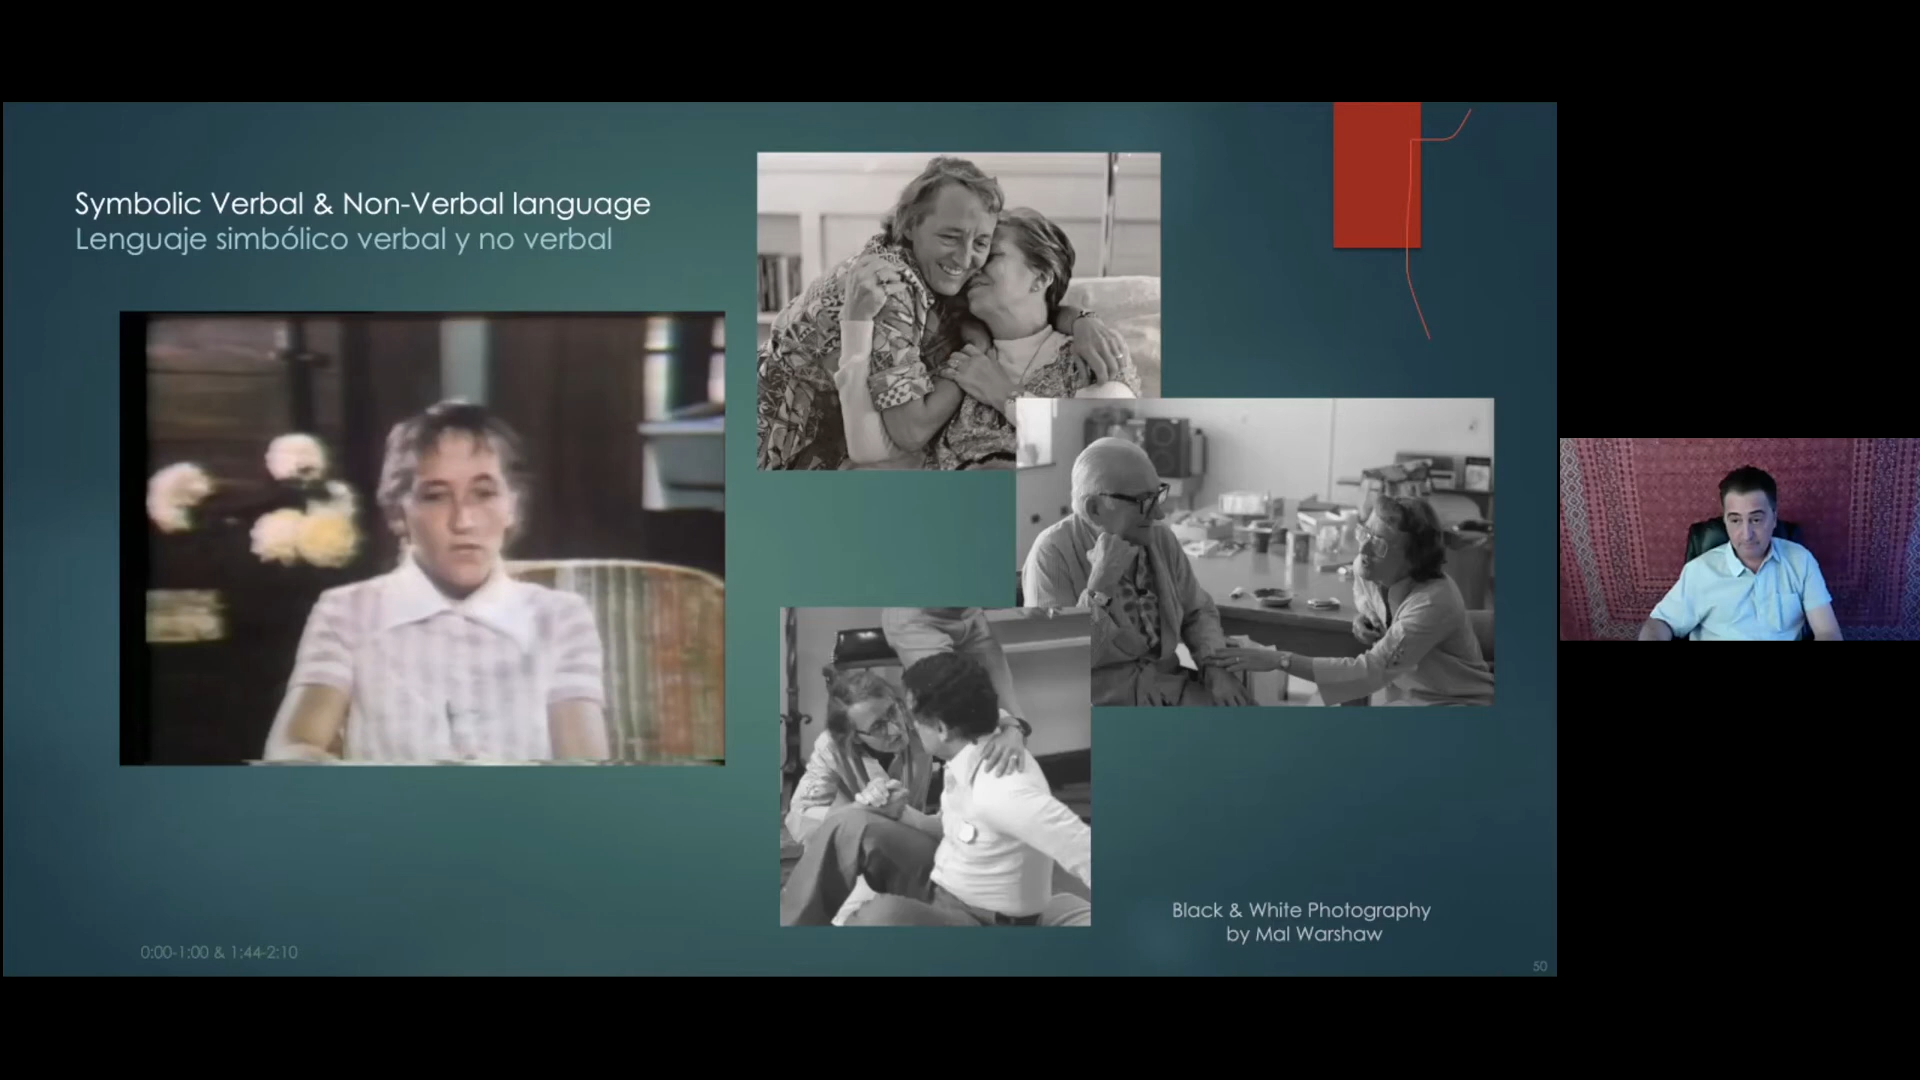 Symbolic Verbal & Non-Verbal language
Lenguaje simbólico verbal y no verbal
Black & White Photography
by Mal Warshaw
0:00-1:00 & 1:44-2:10
50